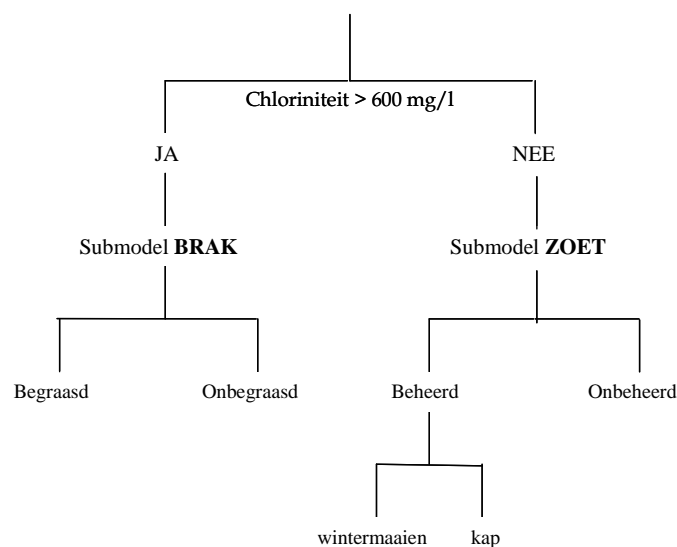 Chloriniteit > 600 mg/l
JA
NEE
Submodel BRAK
Submodel ZOET
Begraasd
Onbegraasd
Beheerd
Onbeheerd
wintermaaien
kap